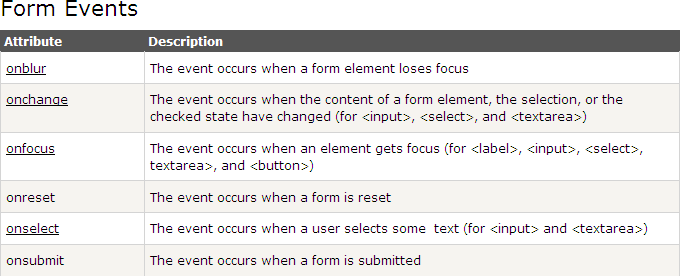 Form Events
Attribute Description
onblur The event occurs when a form element loses focus
onchange The event occurs when the content of a form element, the selection, or the
checked state have changed (for <input>, <select>, and <textarea>)
onfocus The event occurs when an element gets focus (for <label>, <input>, <select>,
textarea>, and <button>)
onreset The event occurs when a form is reset
onselect The event occurs when a user selects some  text (for <input> and <textarea>)
onsubmit The event occurs when a form is submitted